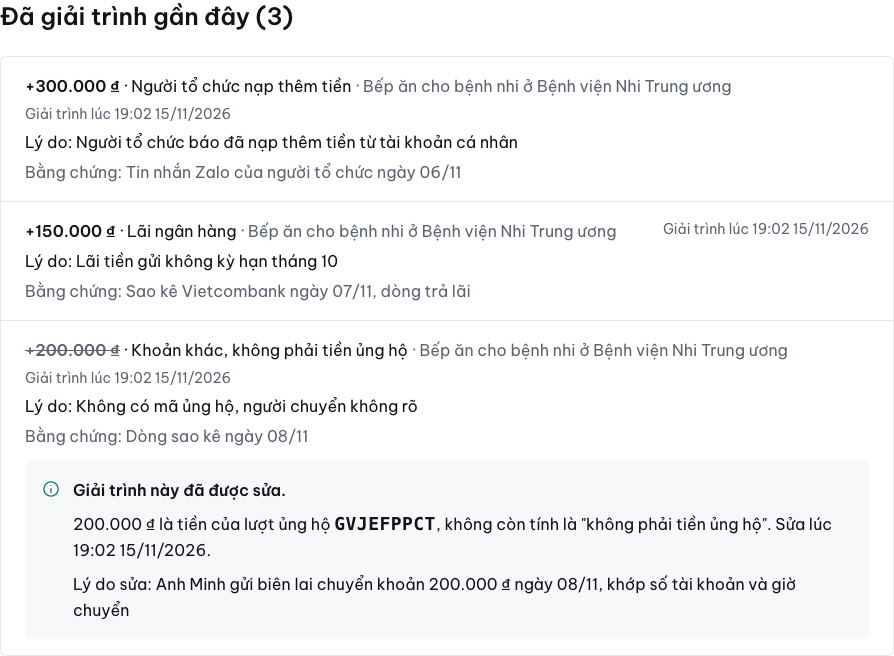 Đã giải trình gần đây (3)
+300.000 ₫ · Người tổ chức nạp thêm tiền · Bếp ăn cho bệnh nhi ở Bệnh viện Nhi Trung ương
Giải trình lúc 19:02 15/11/2026
Lý do: Người tổ chức báo đã nạp thêm tiền từ tài khoản cá nhân
Bằng chứng: Tin nhắn Zalo của người tổ chức ngày 06/11
+150.000 ₫ · Lãi ngân hàng · Bếp ăn cho bệnh nhi ở Bệnh viện Nhi Trung ương Giải trình lúc 19:02 15/11/2026
Lý do: Lãi tiền gửi không kỳ hạn tháng 10
Bằng chứng: Sao kê Vietcombank ngày 07/11, dòng trả lãi
+200.000 ₫ · Khoản khác, không phải tiền ủng hộ · Bếp ăn cho bệnh nhi ở Bệnh viện Nhi Trung ương
Giải trình lúc 19:02 15/11/2026
Lý do: Không có mã ủng hộ, người chuyển không rõ
Bằng chứng: Dòng sao kê ngày 08/11
Giải trình này đã được sửa.
200.000 ₫ là tiền của lượt ủng hộ GVJEFPPCT, không còn tính là "không phải tiền ủng hộ". Sửa lúc
19:02 15/11/2026.
Lý do sửa: Anh Minh gửi biên lai chuyển khoản 200.000 ₫ ngày 08/11, khớp số tài khoản và giờ
chuyển